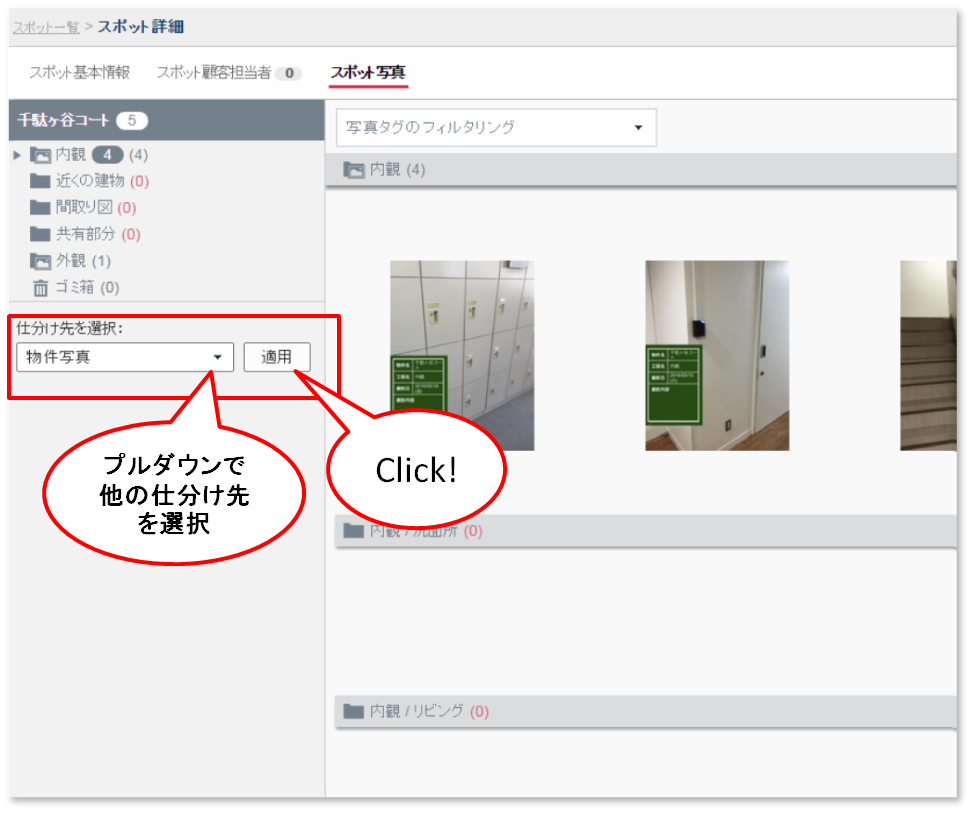 スポット一覧 > スポット詳細
スポット基本情報 スポット顧客担当者 0 スポット写真
千駄ヶ谷コート 5
内観 4 (4)
近くの建物 (0)
間取り図 (0)
共有部分 (0)
外観 (1)
ゴミ箱 (0)
仕分け先を選択:
物件写真
適用
プルダウンで
他の仕分け先
を選択
Click!
写真タグのフィルタリング
内観 (4)
内観 / 洗面所 (0)
内観 / リビング (0)